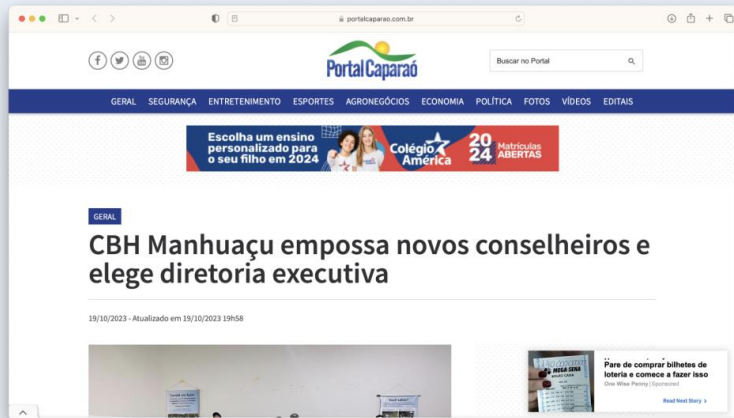 portalcaparao.com.br
Portal Caparaó
Buscar no Portal
GERAL SEGURANÇA ENTRETENIMENTO ESPORTES AGRONEGÓCIOS ECONOMIA POLÍTICA FOTOS VÍDEOS EDITAIS
Escolha um ensino
personalizado para
o seu filho em 2024
Colégio
América
20
24
Matrículas
ABERTAS
GERAL
CBH Manhuaçu empossa novos conselheiros e
elege diretoria executiva
19/10/2023 - Atualizado em 19/10/2023 19h58
MEGA-SENA
Pare de comprar bilhetes de
loteria e comece a fazer isso
One Wise Penny | Sponsored
Read Next Story >